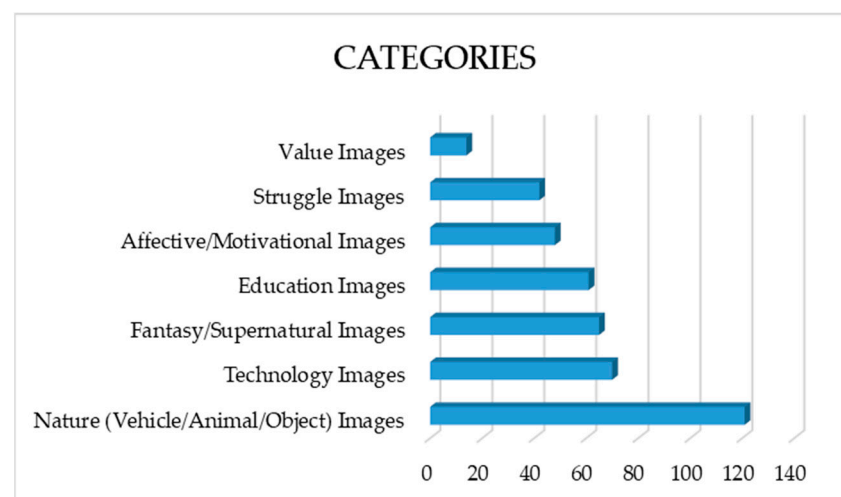 CATEGORIES
Value Images
Struggle Images
Affective/Motivational Images
Education Images
Fantasy/Supernatural Images
Technology Images
Nature (Vehicle/Animal/Object) Images
0 20 40 60 80 100 120 140